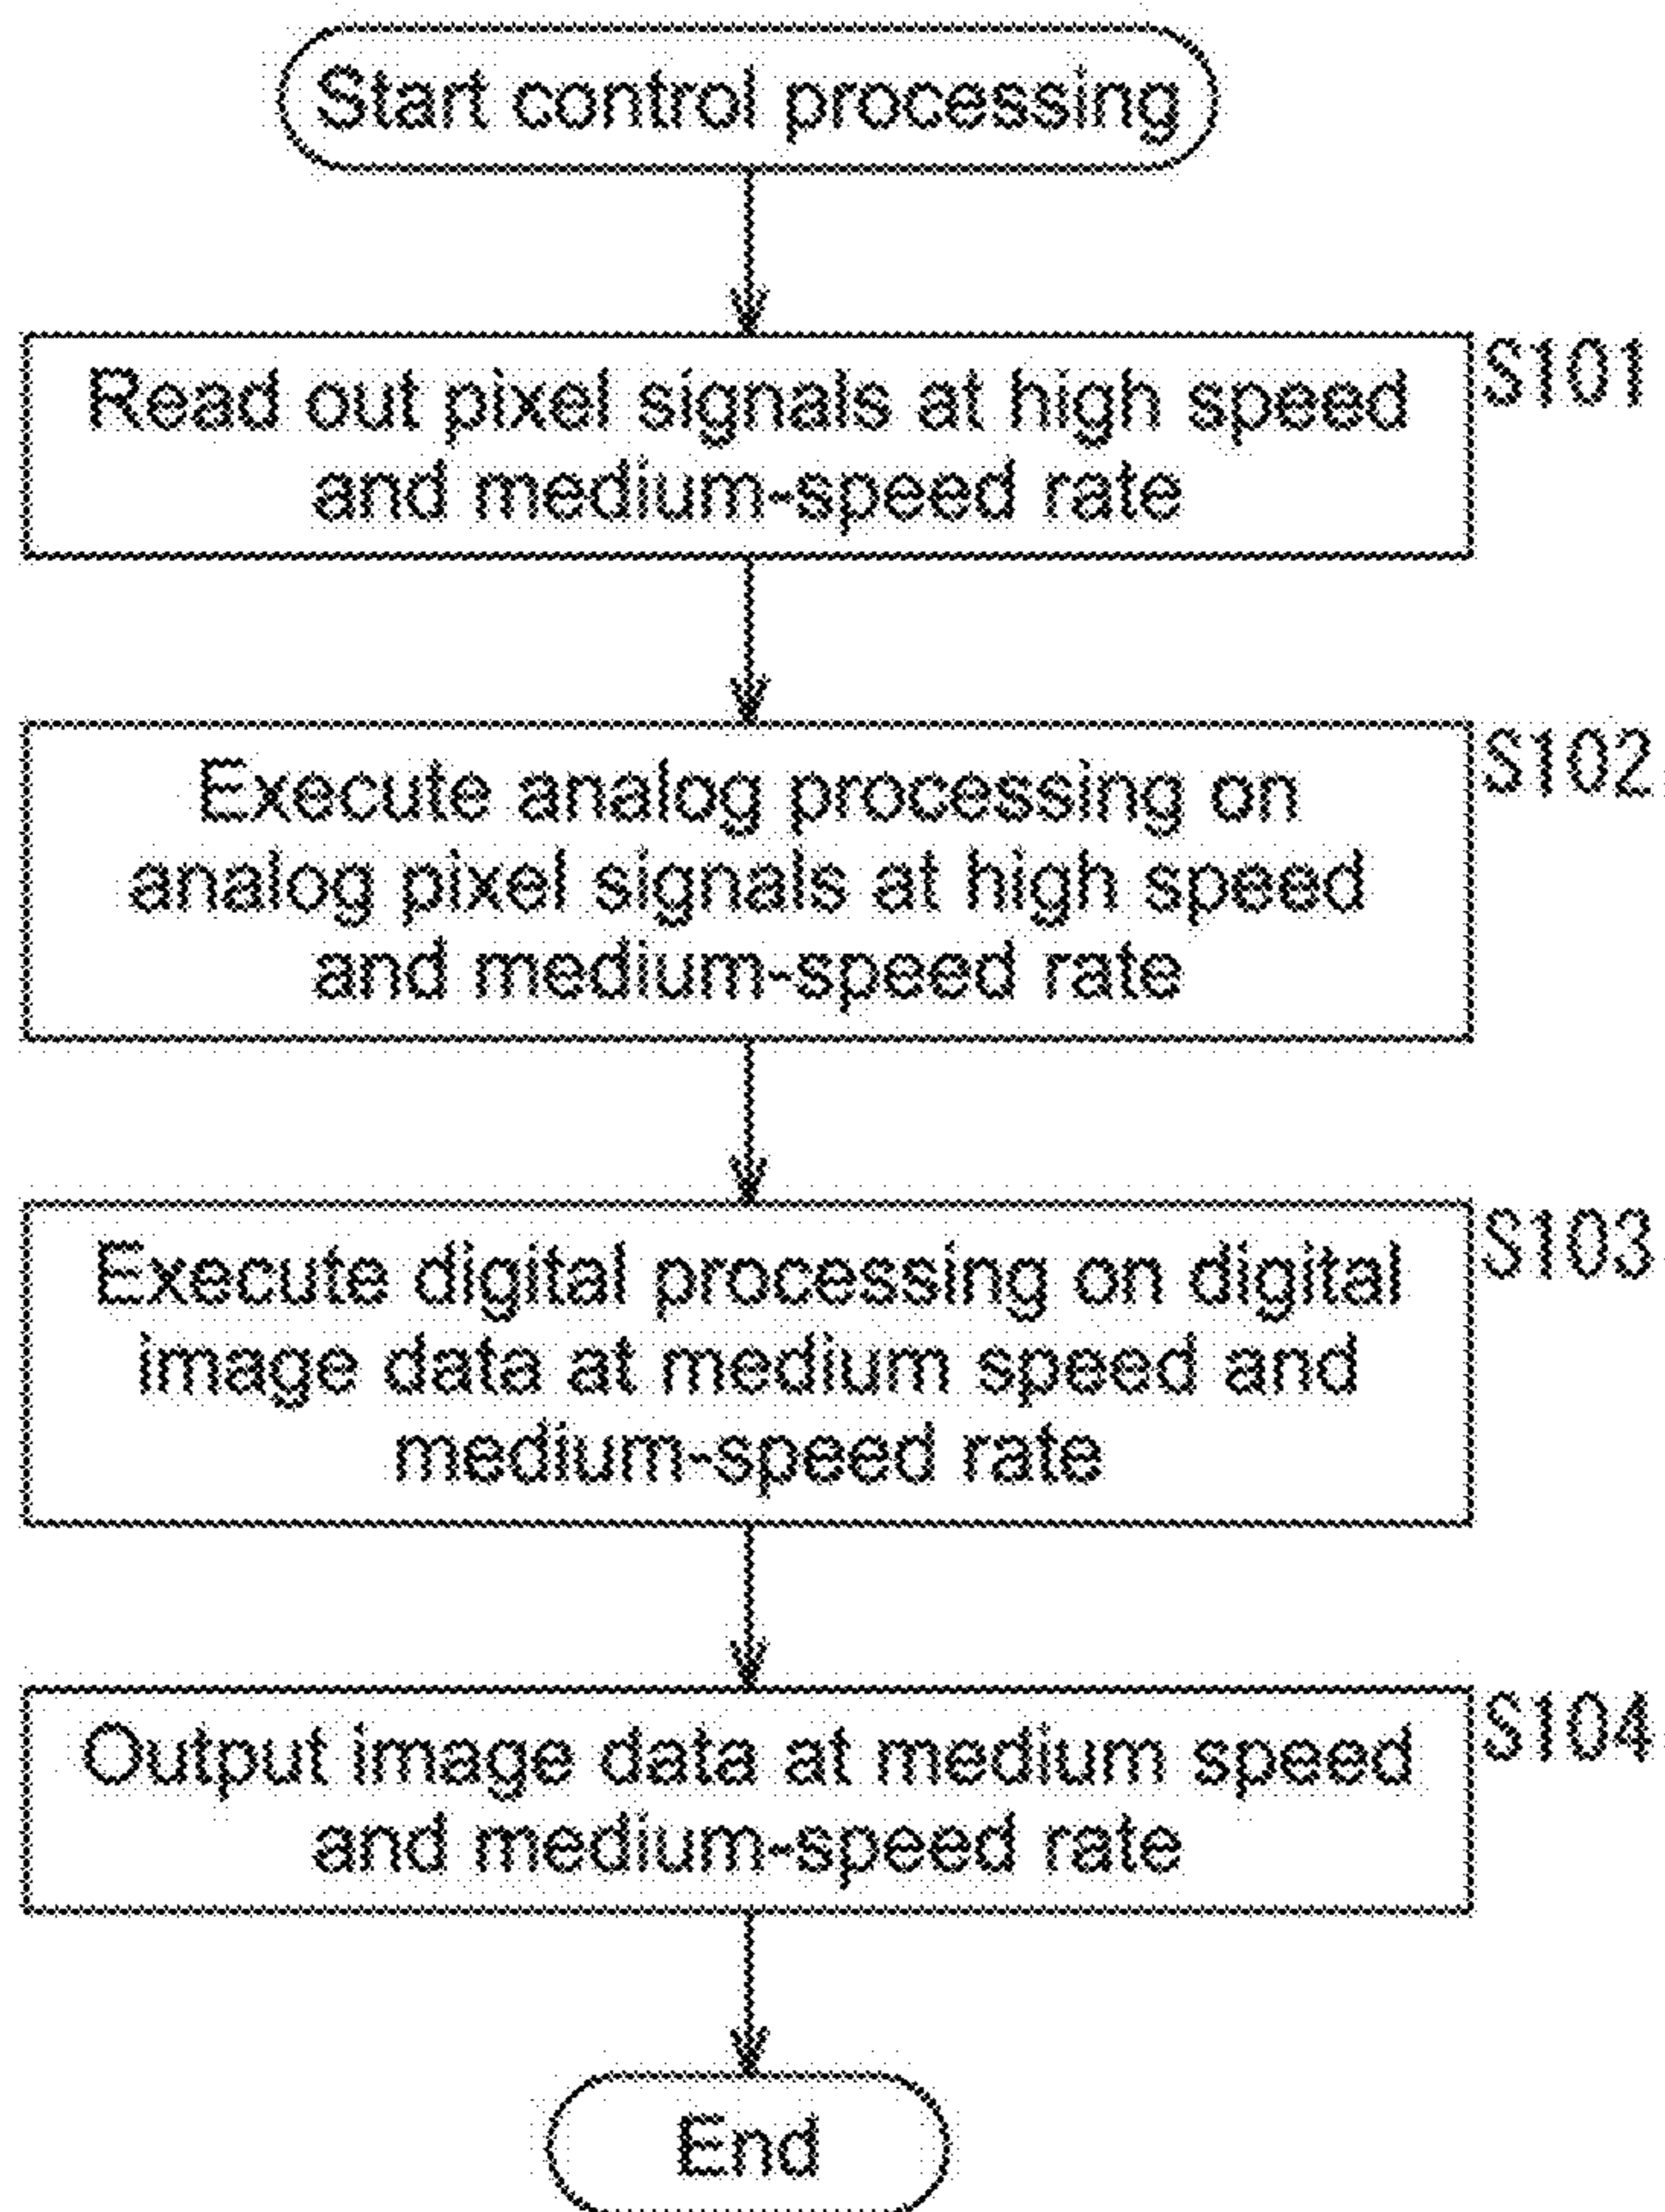 Start control processing
Read out pixel signals at high speed
and medium-speed rate
S101
Execute analog processing on
analog pixel signals at high speed
and medium-speed rate
S102
Execute digital processing on digital
image data at medium speed and
medium-speed rate
S103
Output image data at medium speed
and medium-speed rate
S104
End